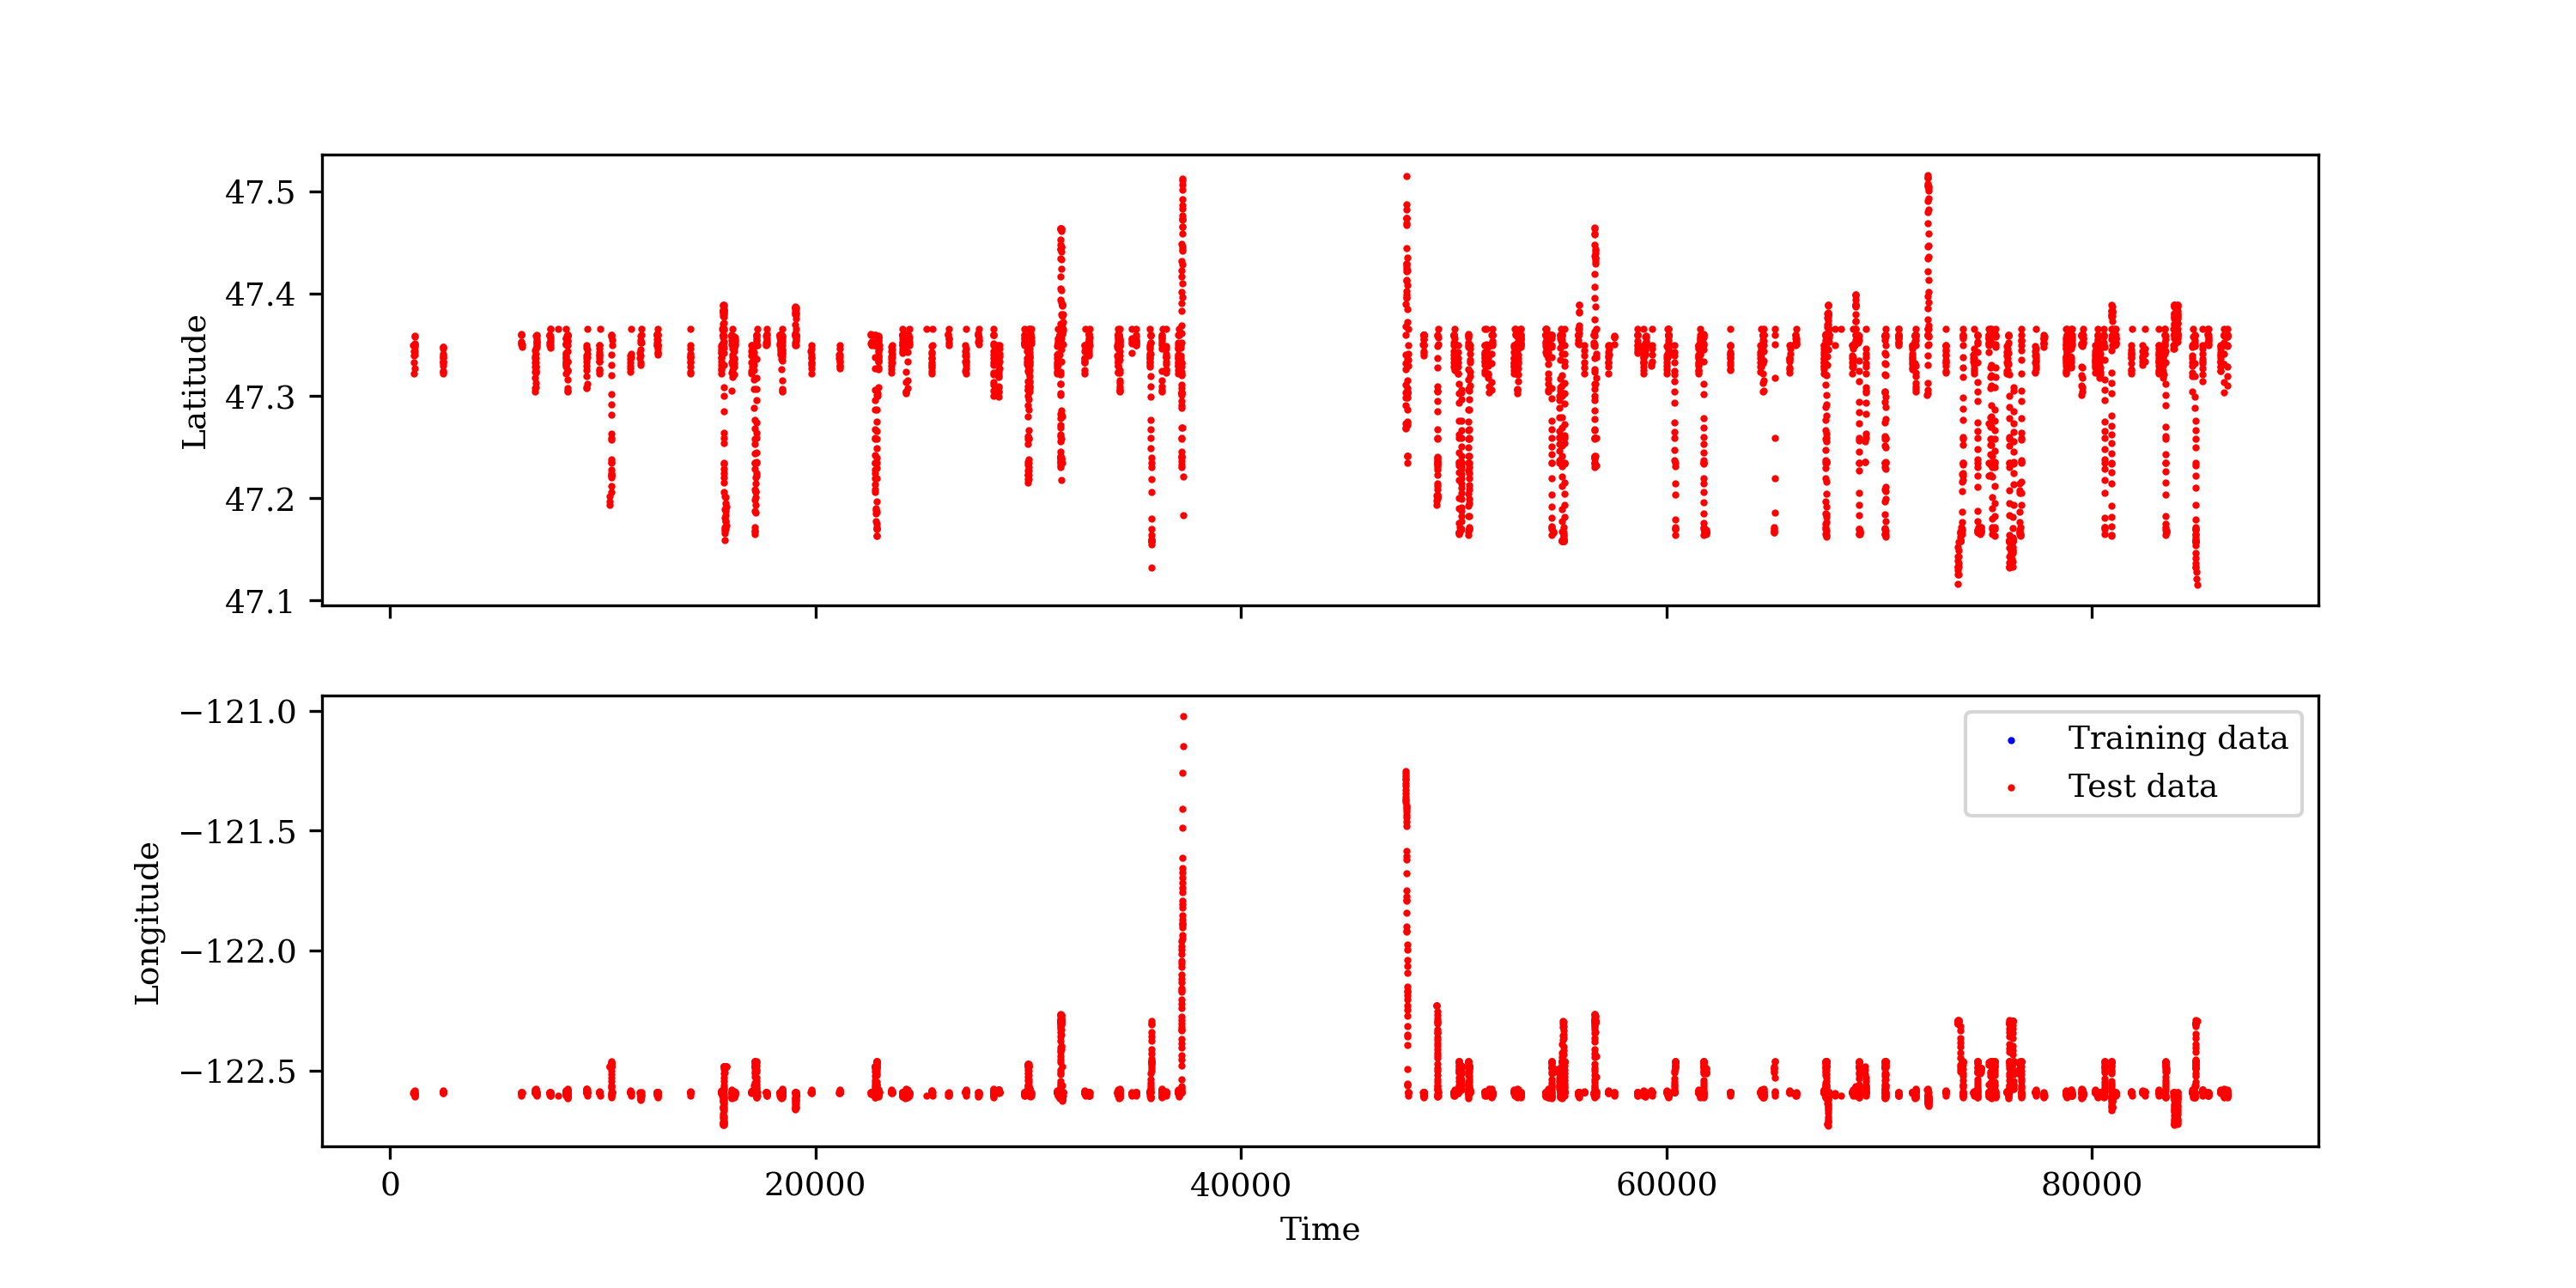 47.5
47.4
47.3
47.2
47.1
Latitude
−121.0
−121.5
−122.0
−122.5
Longitude
Training data
Test data
0 20000 40000 60000 80000
Time